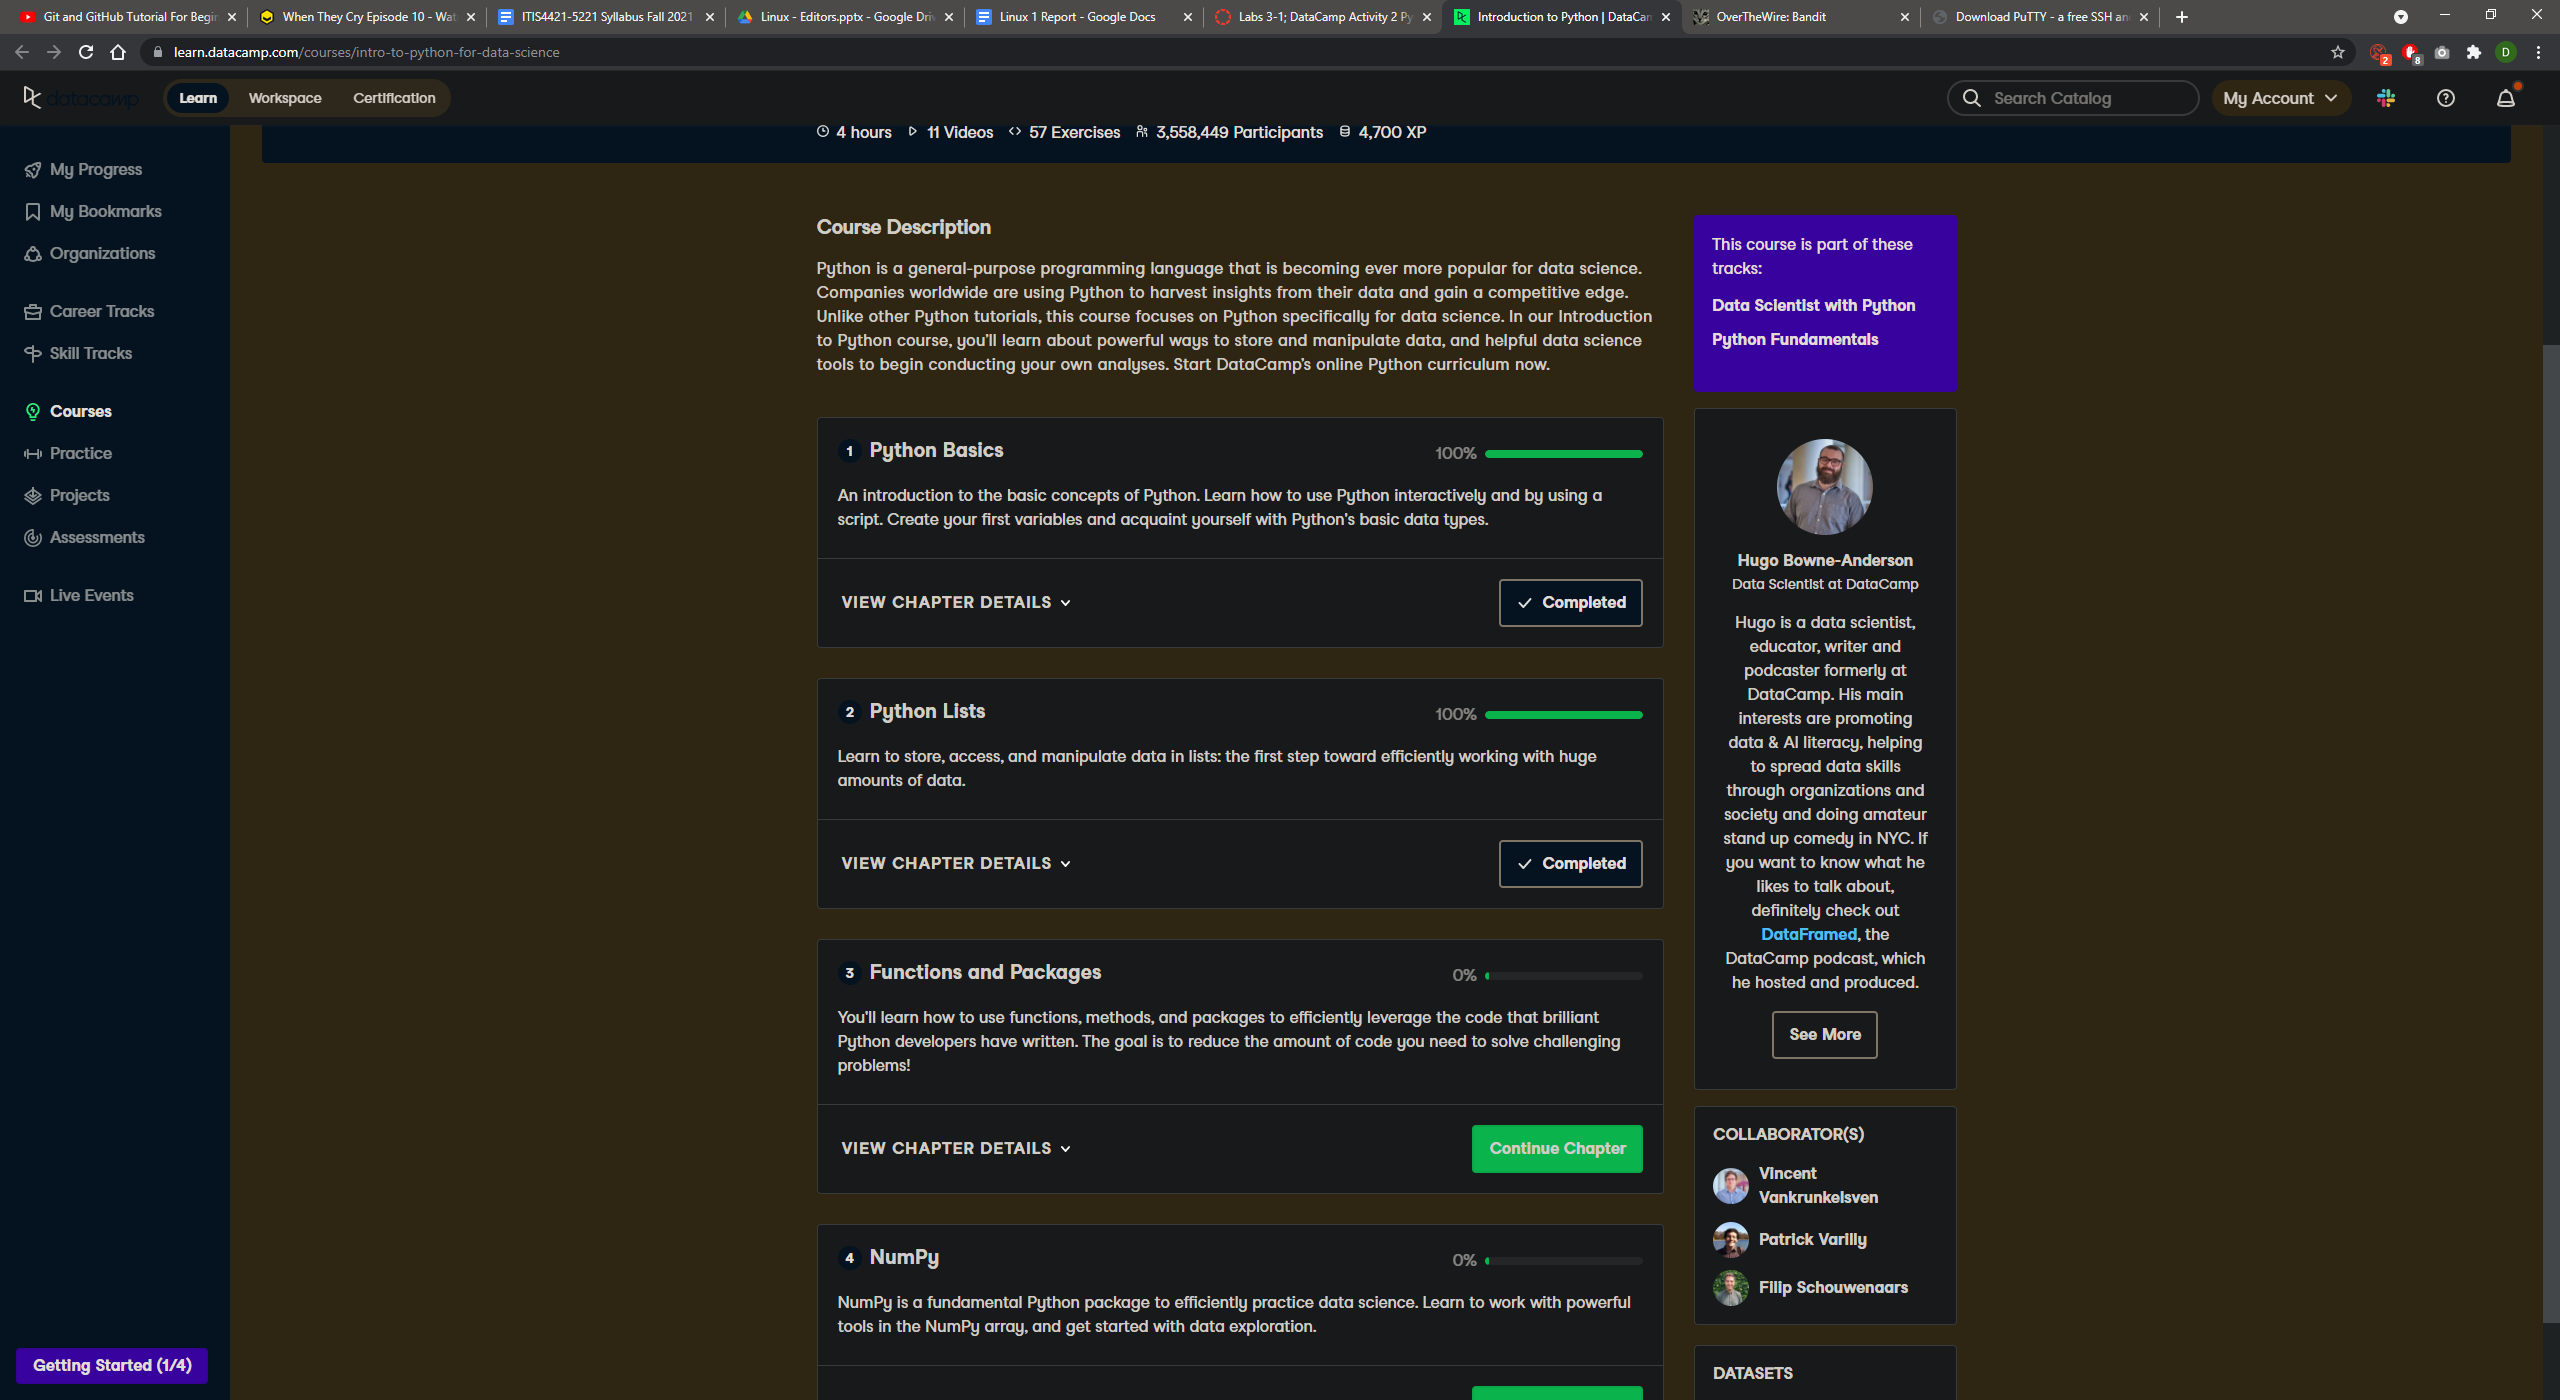 Git and GitHub Tutorial For Begin
When They Cry Episode 10 - Wat
ITIS4421-5221 Syllabus Fall 2021
Linux - Editors.pptx - Google Driv
Linux 1 Report - Google Docs
Labs 3-1; DataCamp Activity 2 Py
Introduction to Python | DataCam
OverTheWire: Bandit
Download PuTTY - a free SSH an
learn.datacamp.com/courses/intro-to-python-for-data-science
2
8
D
datacamp
Learn
Workspace
Certification
Search Catalog
My Account
4 hours
11 Videos
57 Exercises
3,558,449 Participants
4,700 XP
My Progress
My Bookmarks
Organizations
Career Tracks
Skill Tracks
Courses
Practice
Projects
Assessments
Live Events
Getting Started (1/4)
Course Description
Python is a general-purpose programming language that is becoming ever more popular for data science.
Companies worldwide are using Python to harvest insights from their data and gain a competitive edge.
Unlike other Python tutorials, this course focuses on Python specifically for data science. In our Introduction
to Python course, you'll learn about powerful ways to store and manipulate data, and helpful data science
tools to begin conducting your own analyses. Start DataCamp's online Python curriculum now.
1 Python Basics
100%
An introduction to the basic concepts of Python. Learn how to use Python interactively and by using a
script. Create your first variables and acquaint yourself with Python's basic data types.
VIEW CHAPTER DETAILS
Completed
2 Python Lists
100%
Learn to store, access, and manipulate data in lists: the first step toward efficiently working with huge
amounts of data.
VIEW CHAPTER DETAILS
Completed
3 Functions and Packages
0%
You'll learn how to use functions, methods, and packages to efficiently leverage the code that brilliant
Python developers have written. The goal is to reduce the amount of code you need to solve challenging
problems!
VIEW CHAPTER DETAILS
Continue Chapter
4 NumPy
0%
NumPy is a fundamental Python package to efficiently practice data science. Learn to work with powerful
tools in the NumPy array, and get started with data exploration.
This course is part of these
tracks:
Data Scientist with Python
Python Fundamentals
Hugo Bowne-Anderson
Data Scientist at DataCamp
Hugo is a data scientist,
educator, writer and
podcaster formerly at
DataCamp. His main
interests are promoting
data & AI literacy, helping
to spread data skills
through organizations and
society and doing amateur
stand up comedy in NYC. If
you want to know what he
likes to talk about,
definitely check out
DataFramed, the
DataCamp podcast, which
he hosted and produced.
See More
COLLABORATOR(S)
Vincent
Vankrunkelsven
Patrick Varilly
Filip Schouwenaars
DATASETS